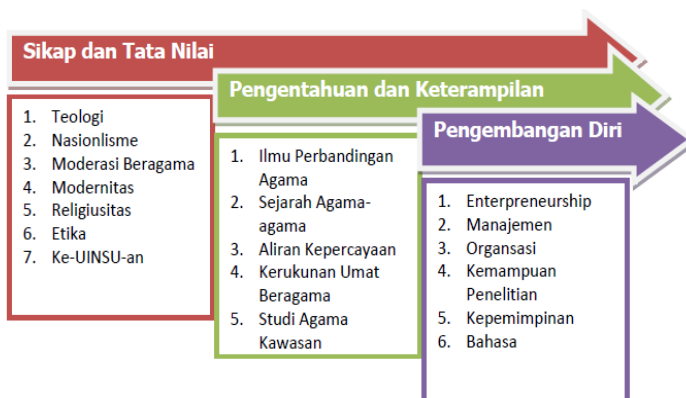 Sikap dan Tata Nilai
1. Teologi
2. Nasionlisme
3. Moderasi Beragama
4. Modernitas
5. Religiusitas
6. Etika
7. Ke-UINSU-an
Pengentahuan dan Keterampilan
1. Ilmu Perbandingan
Agama
2. Sejarah Agama-
agama
3. Aliran Kepercayaan
4. Kerukunan Umat
Beragama
5. Studi Agama
Kawasan
Pengembangan Diri
1. Enterpreneurship
2. Manajemen
3. Organsasi
4. Kemampuan
Penelitian
5. Kepemimpinan
6. Bahasa